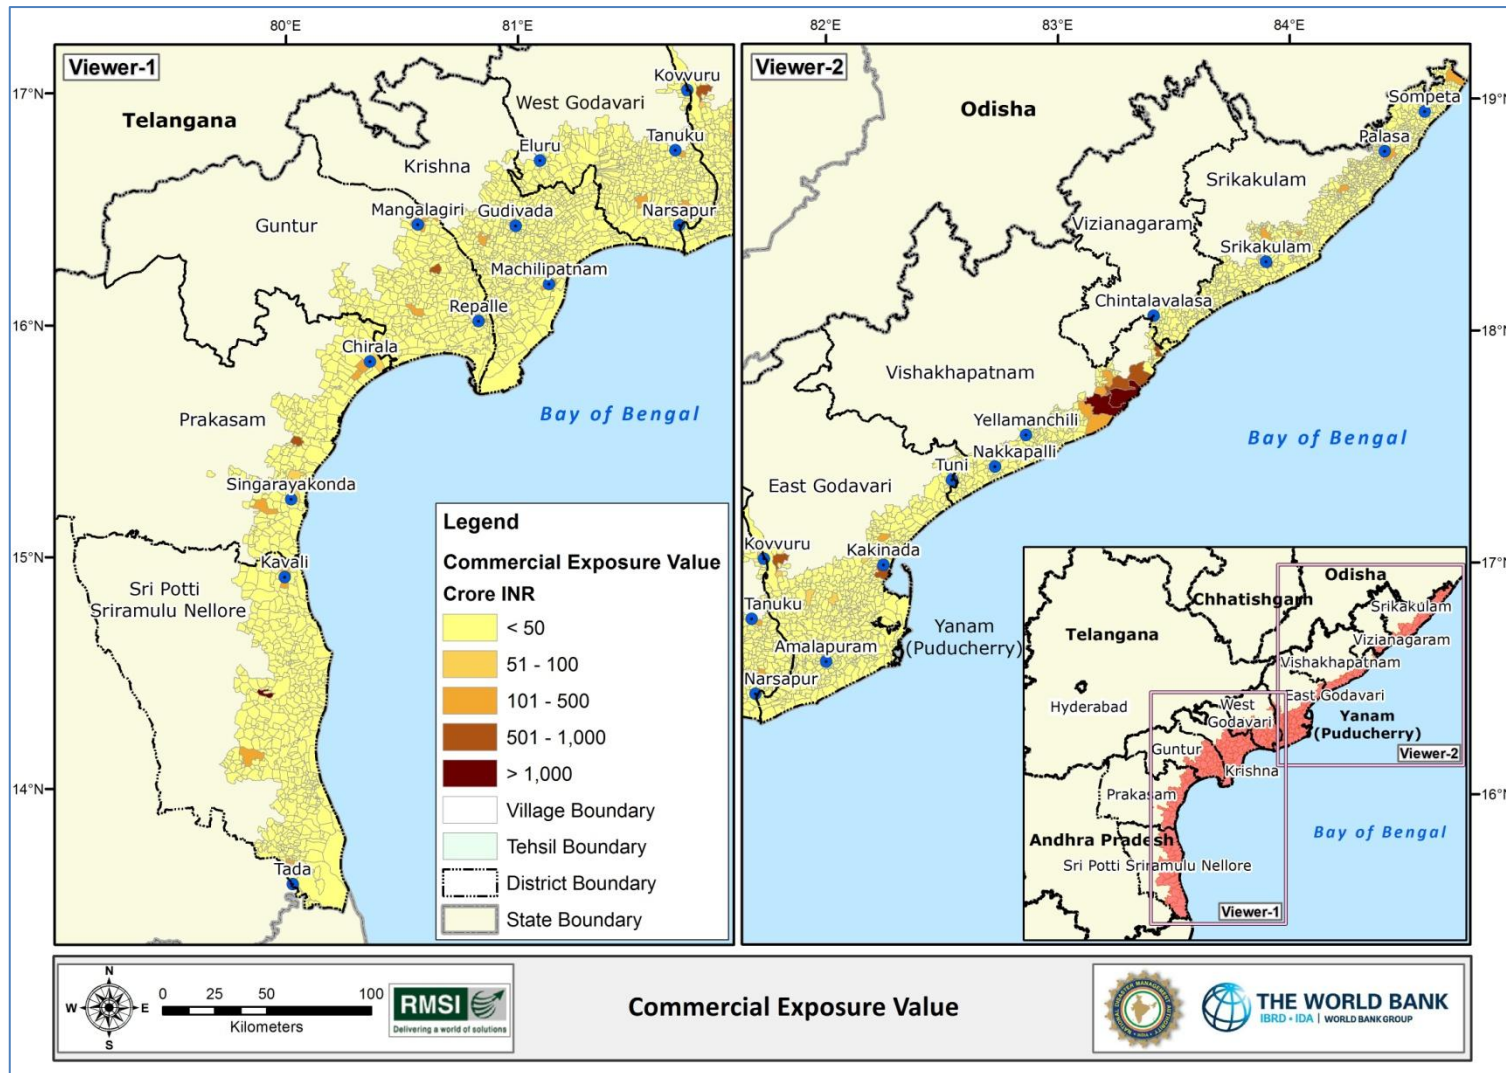 80°E
81°E
82°E
83°E
84°E
Viewer-1
17°N
16°N
15°N
14°N
Telangana
West Godavari
Kovvuru
Tanuku
Eluru
Krishna
Mangalagiri
Gudivada
Narsapur
Guntur
Machilipatnam
Repalle
Chirala
Prakasam
Bay of Bengal
Singarayakonda
Kavali
Sri Potti
Sriramulu Nellore
Tada
Legend
Commercial Exposure Value
Crore INR
< 50
51 - 100
101 - 500
501 - 1,000
> 1,000
Village Boundary
Tehsil Boundary
District Boundary
State Boundary
Viewer-2
Odisha
Sompeta
19°N
Palasa
Srikakulam
Vizianagaram
Srikakulam
Chintalavalasa
18°N
Vishakhapatnam
Yellamanchili
Bay of Bengal
Nakkapalli
Tuni
East Godavari
Kovvuru
Kakinada
17°N
Tanuku
Yanam
(Puducherry)
Amalapuram
Narsapur
16°N
Odisha
Chhatishgarh
Srikakulam
Telangana
Vizianagaram
Vishakhapatnam
East Godavari
Hyderabad
West
Godavari
Yanam
(Puducherry)
Guntur
Viewer-2
Krishna
Prakasam
Andhra Pradesh
Bay of Bengal
Sri Potti Sriramulu Nellore
Viewer-1
N
W
E
S
0 25 50 100
Kilometers
RMSI
Delivering a world of solutions
Commercial Exposure Value
THE WORLD BANK
IBRD • IDA | WORLD BANK GROUP